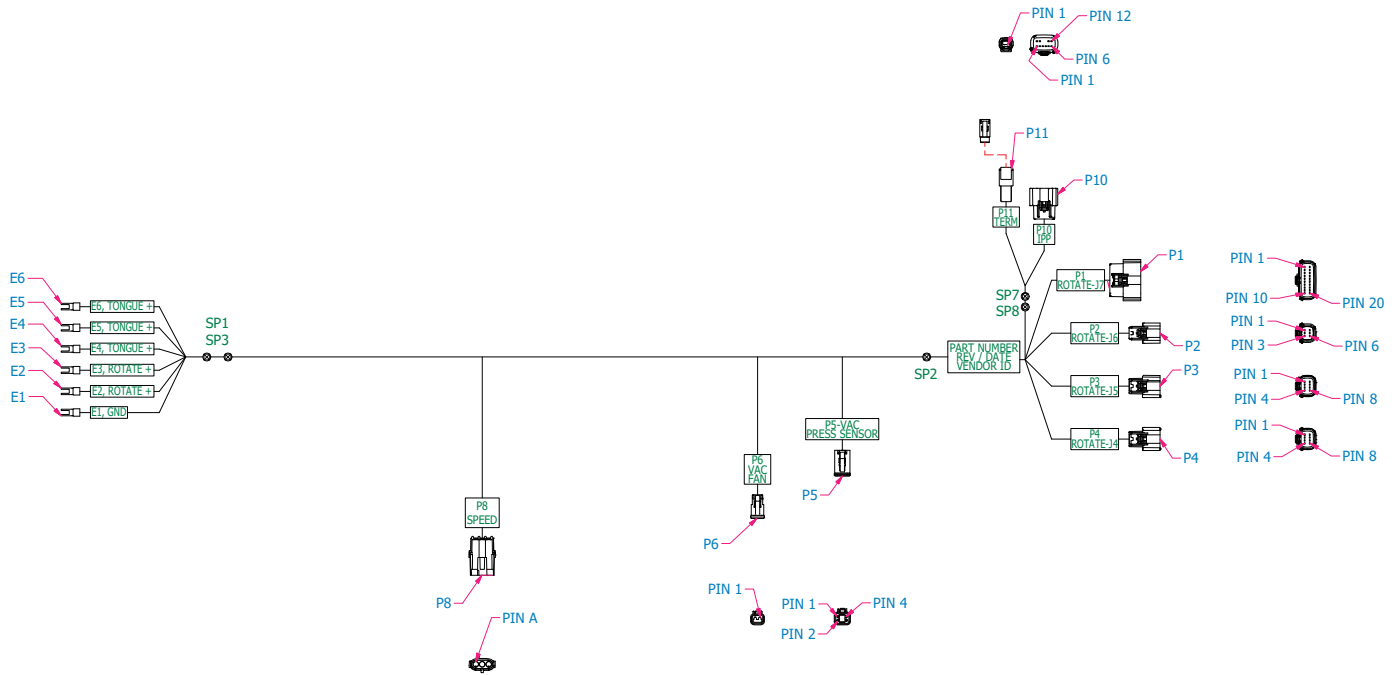 PIN 1
PIN 12
PIN 6
PIN 1
P11
P10
P11
TERM
P10
IPP
P1
P1
ROTATE-J7
PIN 1
PIN 10
PIN 20
E6
E6, TONGUE +
E5
E5, TONGUE +
E4
E4, TONGUE +
E3
E3, ROTATE +
E2
E2, ROTATE +
E1
E1, GND
SP1
SP3
SP7
SP8
SP2
PART NUMBER
REV / DATE
VENDOR ID
P2
ROTATE-J6
P2
PIN 1
PIN 3
PIN 6
P3
ROTATE-J5
P3
PIN 1
PIN 4
PIN 8
P4
ROTATE-J4
P4
PIN 1
PIN 4
PIN 8
P5-VAC
PRESS SENSOR
P5
P6
VAC
FAN
P6
P8
SPEED
P8
PIN A
PIN 1
PIN 1
PIN 2
PIN 4